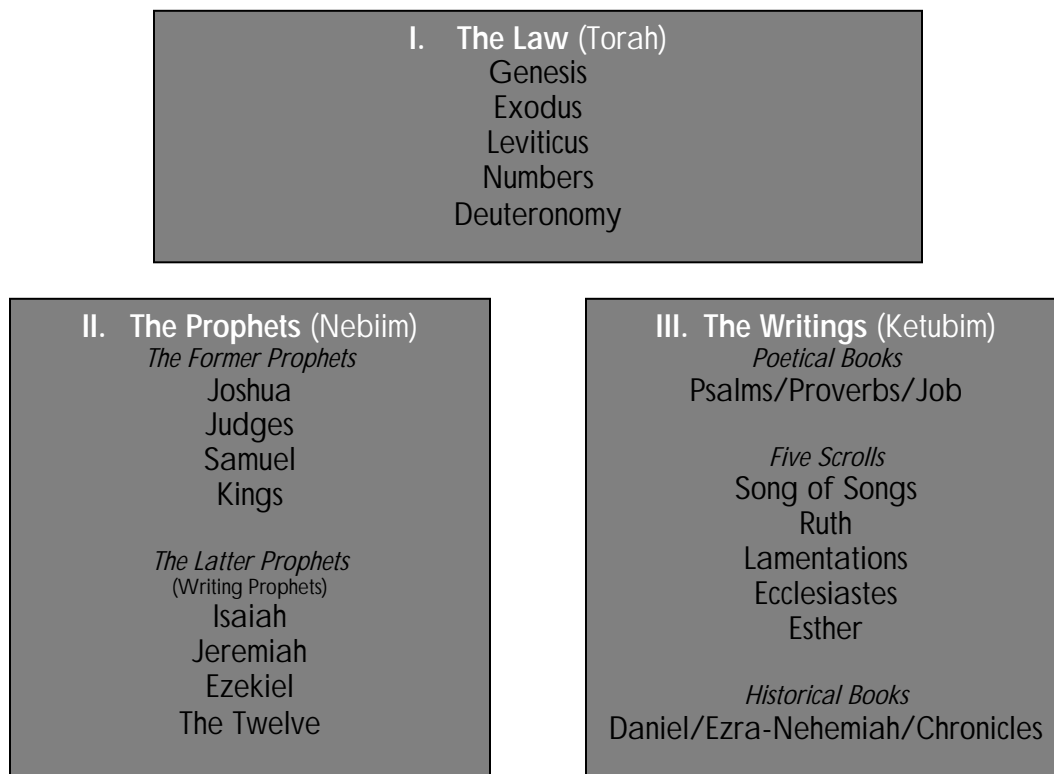 I. The Law (Torah)
Genesis
Exodus
Leviticus
Numbers
Deuteronomy
II. The Prophets (Nebiim)
The Former Prophets
Joshua
Judges
Samuel
Kings
The Latter Prophets
(Writing Prophets)
Isaiah
Jeremiah
Ezekiel
The Twelve
III. The Writings (Ketubim)
Poetical Books
Psalms/Proverbs/Job
Five Scrolls
Song of Songs
Ruth
Lamentations
Ecclesiastes
Esther
Historical Books
Daniel/Ezra-Nehemiah/Chronicles